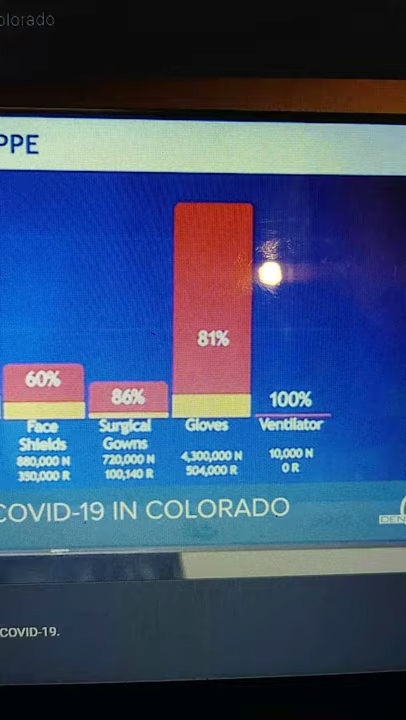 olorado
PPE
60%
86%
81%
100%
Face Shields
880,000 N
350,000 R
Surgical Gowns
720,000 N
100,140 R
Gloves
4,300,000 N
504,000 R
Ventilator
10,000 N
0 R
COVID-19 IN COLORADO
DEN
COVID-19.